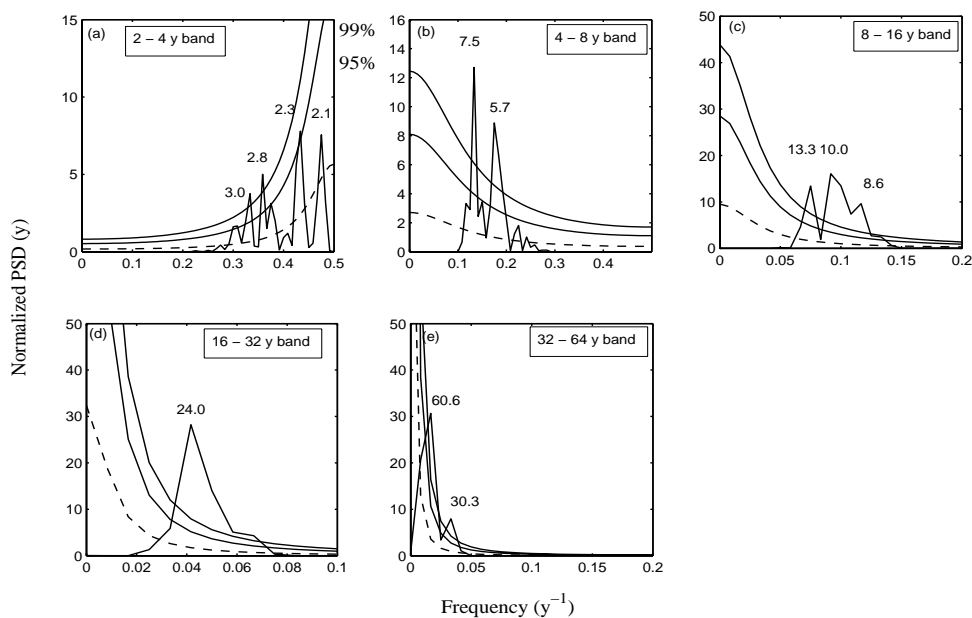 (a)
2 – 4 y band
99%
95%
2.3
2.1
2.8
3.0
15
10
5
0
0 0.1 0.2 0.3 0.4 0.5
(b)
4 – 8 y band
7.5
5.7
16
14
12
10
8
6
4
2
0
0 0.1 0.2 0.3 0.4
(c)
8 – 16 y band
13.3 10.0
8.6
50
40
30
20
10
0
0 0.05 0.1 0.15 0.2
Normalized PSD (y)
(d)
16 – 32 y band
24.0
50
40
30
20
10
0
0 0.02 0.04 0.06 0.08 0.1
(e)
32 – 64 y band
60.6
30.3
50
40
30
20
10
0
0 0.05 0.1 0.15 0.2
Frequency (y⁻¹)